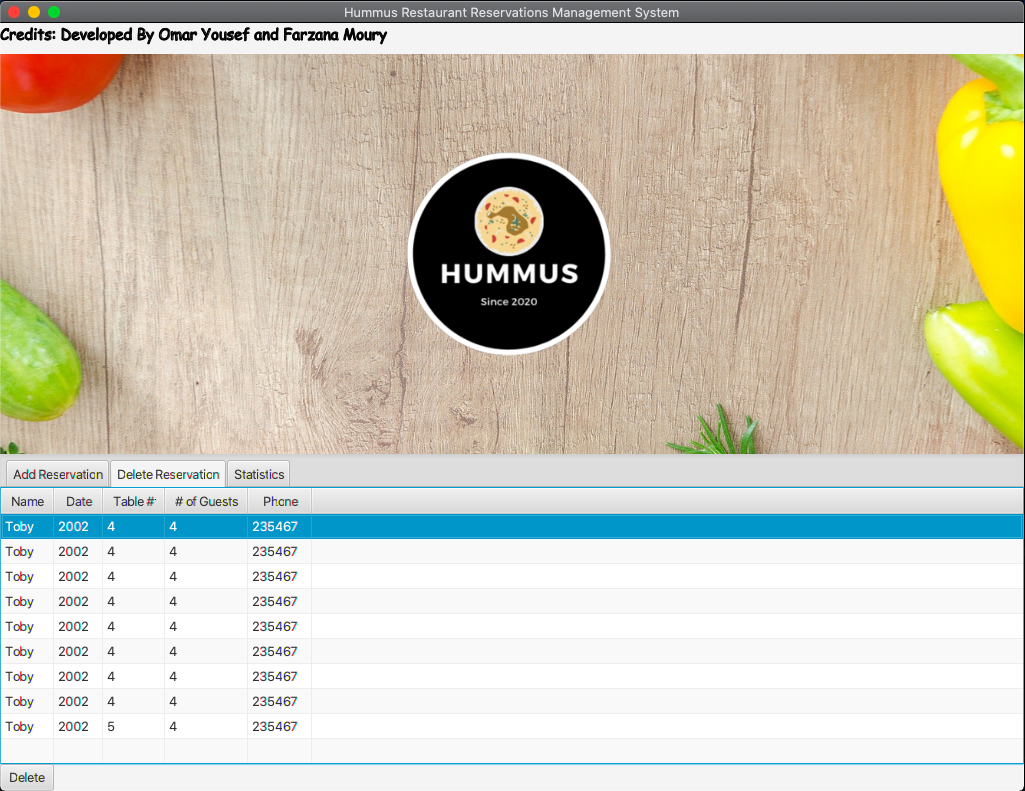 Hummus Restaurant Reservations Management System
Credits: Developed By Omar Yousef and Farzana Moury
HUMMUS
Since 2020
Add Reservation Delete Reservation Statistics
Name Date Table # # of Guests Phone
Toby 2002 4 4 235467
Toby 2002 4 4 235467
Toby 2002 4 4 235467
Toby 2002 4 4 235467
Toby 2002 4 4 235467
Toby 2002 4 4 235467
Toby 2002 4 4 235467
Toby 2002 4 4 235467
Toby 2002 5 4 235467
Delete